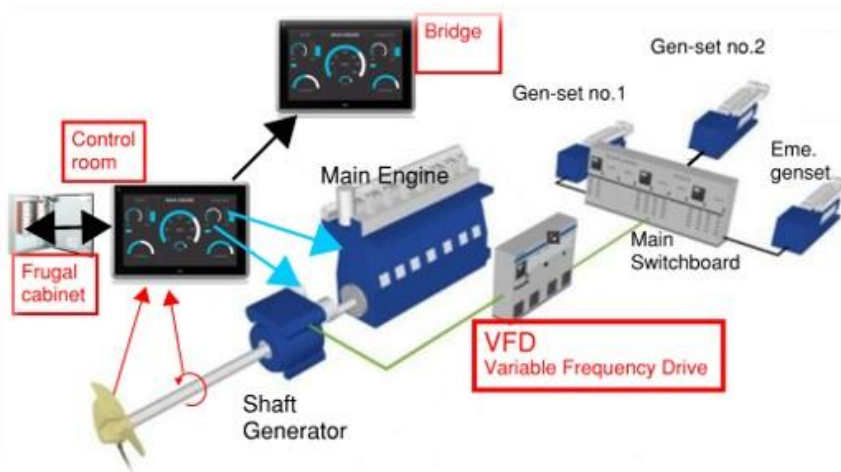 Bridge
Gen-set no.2
Gen-set no.1
Control
room
Main Engine
Eme.
genset
Main
Switchboard
Frugal
cabinet
VFD
Variable Frequency Drive
Shaft
Generator